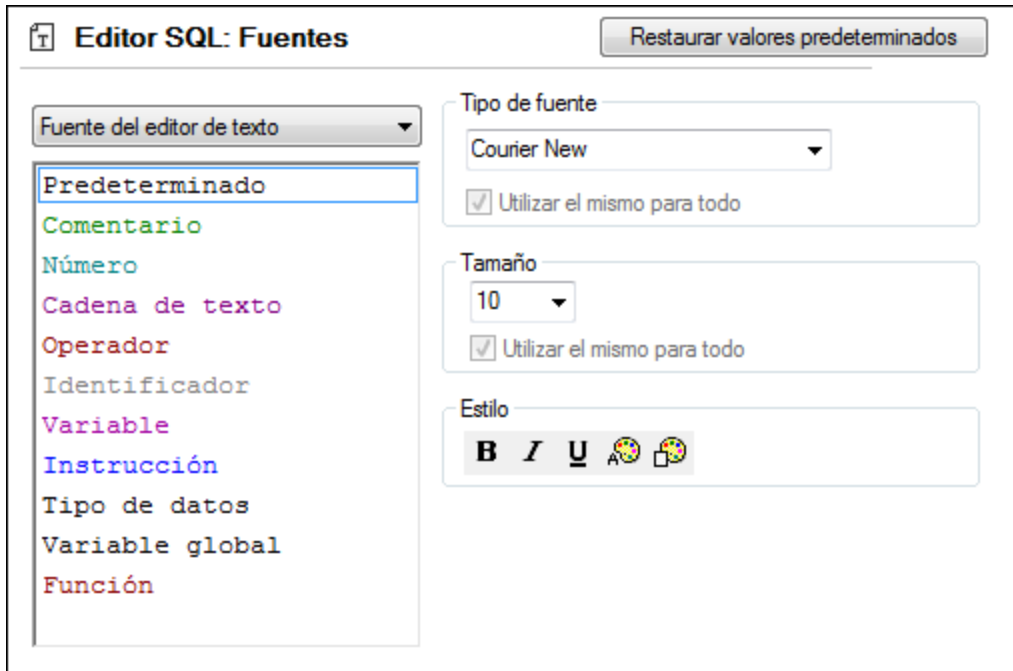 Editor SQL: Fuentes
Restaurar valores predeterminados
Fuente del editor de texto
Predeterminado
Comentario
Número
Cadena de texto
Operador
Identificador
Variable
Instrucción
Tipo de datos
Variable global
Función
Tipo de fuente
Courier New
Utilizar el mismo para todo
Tamaño
10
Utilizar el mismo para todo
Estilo
B I U